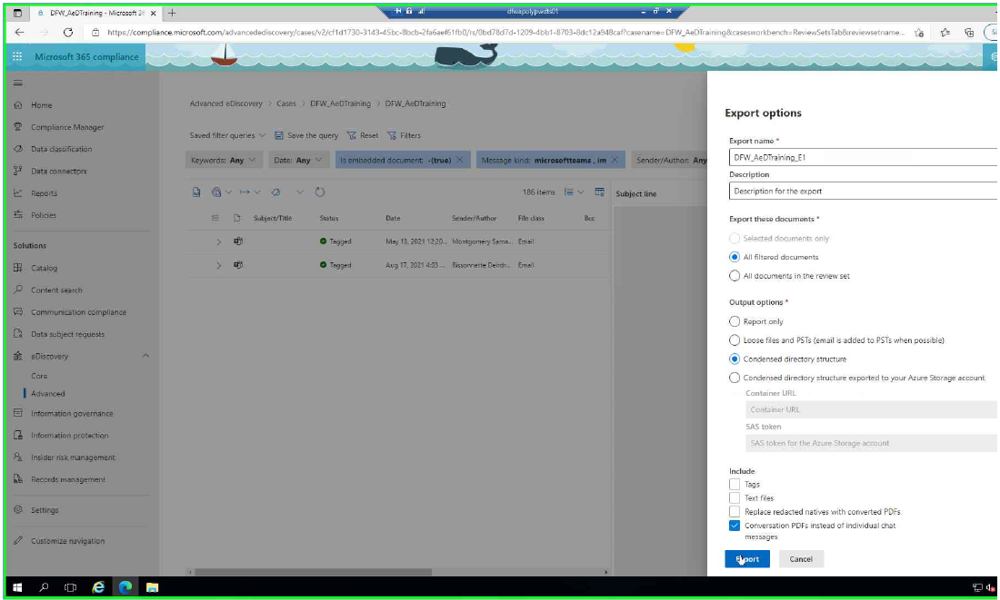 DFW_AeDTraining - Microsoft 36
dfwapolypwdts01
https://compliance.microsoft.com/advancedediscovery/cases/v2/cf1d1730-3143-45bc-8bcb-2fa6aef61fb0/rs/0bd78d7d-1209-4bb1-8703-8dc12a948caf?casename=DFW_AeDTraining&casesworkbench=ReviewSetsTab&reviewsetname...
Microsoft 365 compliance
Home
Compliance Manager
Data classification
Data connectors
Reports
Policies
Solutions
Catalog
Content search
Communication compliance
Data subject requests
eDiscovery
Core
Advanced
Information governance
Information protection
Insider risk management
Records management
Settings
Customize navigation
Advanced eDiscovery > Cases > DFW_AeDTraining > DFW_AeDTraining
Saved filter queries Save the query Reset Filters
Keywords: Any Date: Any Is embedded document: -(true) Message kind: microsoftteams , im Sender/Author: Any
186 items
Subject/Title Status Date Sender/Author File class Bcc
Tagged May 13, 2021 12:20... Montgomery Sama... Email
Tagged Aug 17, 2021 4:03 ... Bissonnette Deirdr... Email
Subject line
Export options
Export name *
DFW_AeDTraining_E1
Description
Description for the export
Export these documents *
Selected documents only
All filtered documents
All documents in the review set
Output options *
Report only
Loose files and PSTs (email is added to PSTs when possible)
Condensed directory structure
Condensed directory structure exported to your Azure Storage account
Container URL
Container URL
SAS token
SAS token for the Azure Storage account
Include
Tags
Text files
Replace redacted natives with converted PDFs
Conversation PDFs instead of individual chat
messages
Export Cancel